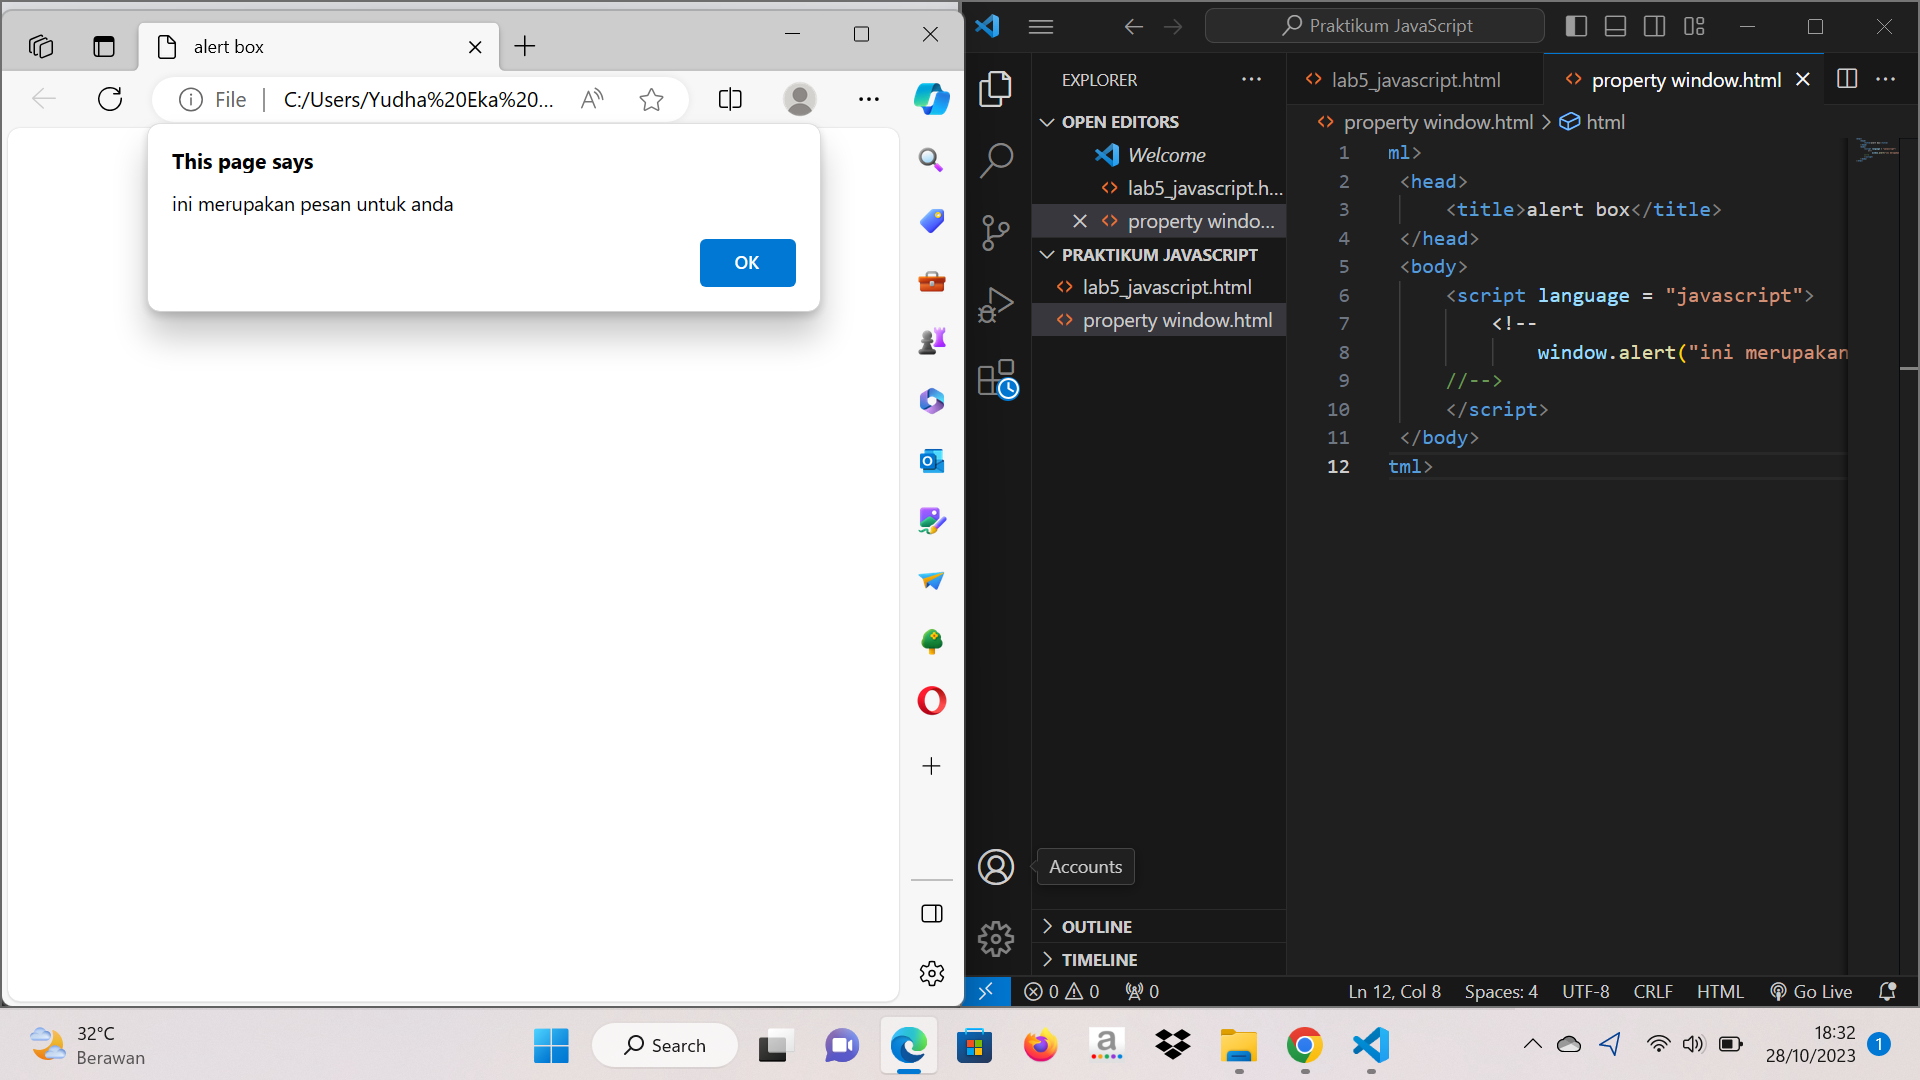 alert box
File
C:/Users/Yudha%20Eka%20...
This page says
ini merupakan pesan untuk anda
OK
Praktikum JavaScript
EXPLORER
OPEN EDITORS
Welcome
lab5_javascript.h...
property windo...
PRAKTIKUM JAVASCRIPT
lab5_javascript.html
property window.html
Accounts
OUTLINE
TIMELINE
lab5_javascript.html
property window.html
property window.html > html
1 ml>
2 <head>
3 <title>alert box</title>
4 </head>
5 <body>
6 <script language = "javascript">
7 <!--
8 window.alert("ini merupakan
9 //-->
10 </script>
11 </body>
12 tml>
0 0 0
Ln 12, Col 8
Spaces: 4
UTF-8
CRLF
HTML
Go Live
32°C
Berawan
Search
a
18:32
28/10/2023
1